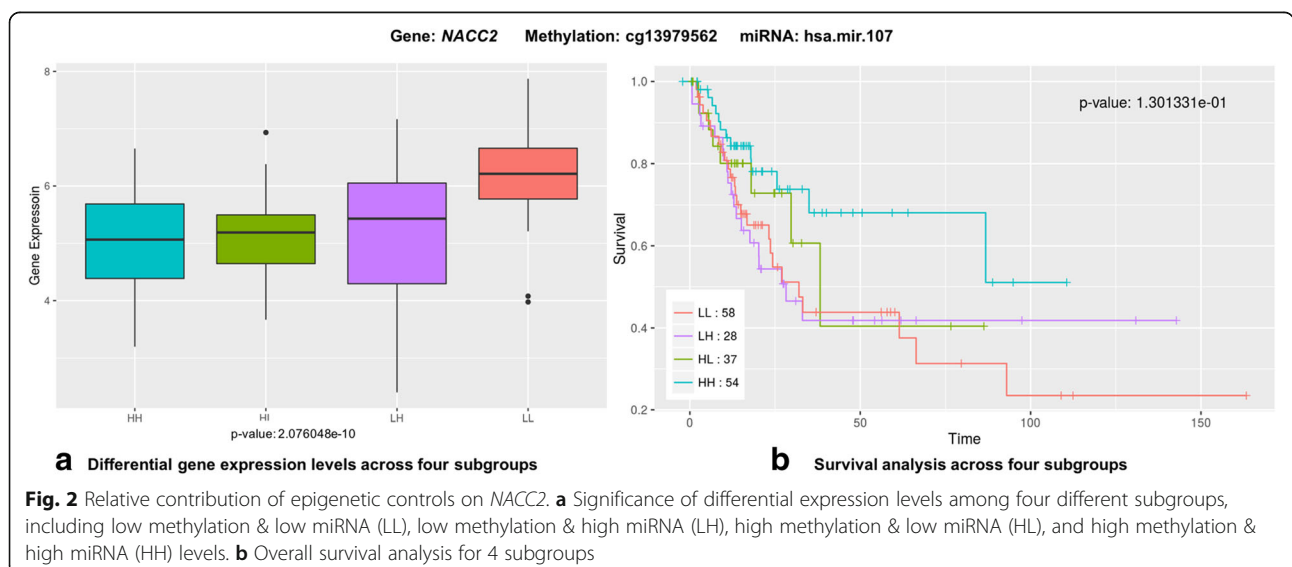 Gene: NACC2 Methylation: cg13979562 miRNA: hsa.mir.107
8
6
4
Gene Expressoin
HH
Hl
LH
LL
p-value: 2.076048e-10
a Differential gene expression levels across four subgroups
1.0
0.8
0.6
0.4
0.2
Survival
p-value: 1.301331e-01
LL : 58
LH : 28
HL : 37
HH : 54
0
50
100
150
Time
b Survival analysis across four subgroups
Fig. 2 Relative contribution of epigenetic controls on NACC2. a Significance of differential expression levels among four different subgroups,
including low methylation & low miRNA (LL), low methylation & high miRNA (LH), high methylation & low miRNA (HL), and high methylation &
high miRNA (HH) levels. b Overall survival analysis for 4 subgroups